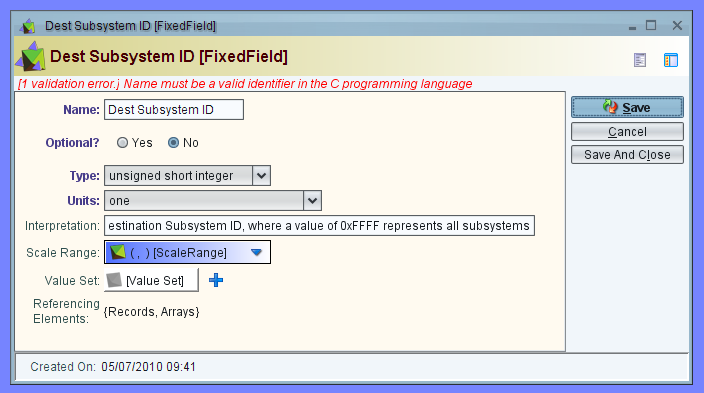 Dest Subsystem ID [FixedField]
Dest Subsystem ID [FixedField]
[1 validation error.} Name must be a valid identifier in the C programming language
Name: Dest Subsystem ID
Save
Cancel
Save And Close
Optional? Yes No
Type: unsigned short integer
Units: one
Interpretation: estination Subsystem ID, where a value of 0xFFFF represents all subsystems
Scale Range: ( , ) [ScaleRange]
Value Set: [Value Set]
Referencing
Elements: {Records, Arrays}
Created On: 05/07/2010 09:41